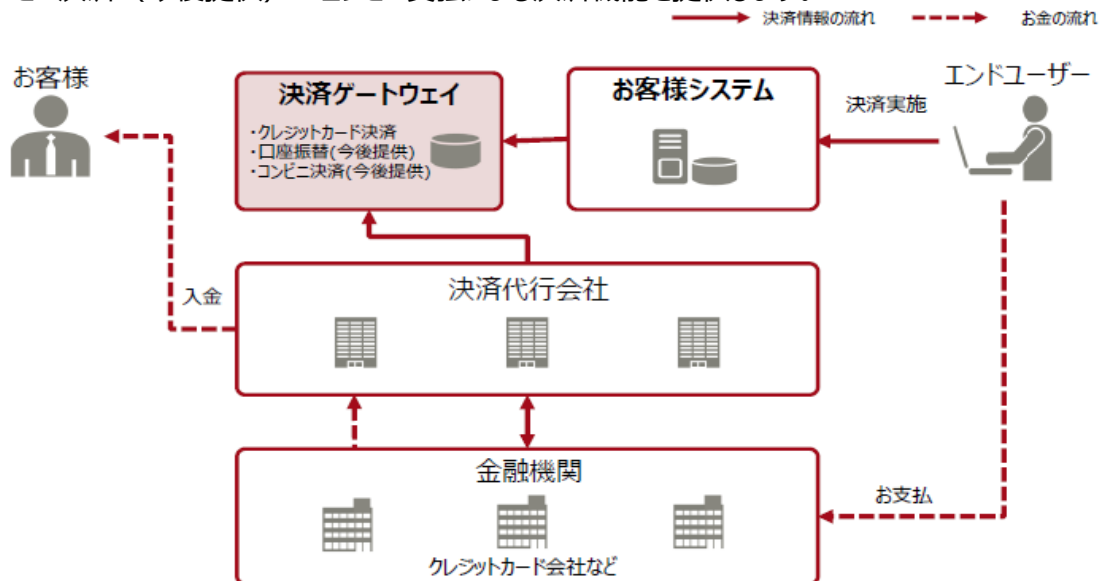 決済情報の流れ
お金の流れ
お客様
決済ゲートウェイ
・クレジットカード決済
・口座振替(今後提供)
・コンビニ決済(今後提供)
お客様システム
決済実施
エンドユーザー
入金
決済代行会社
金融機関
クレジットカード会社など
お支払